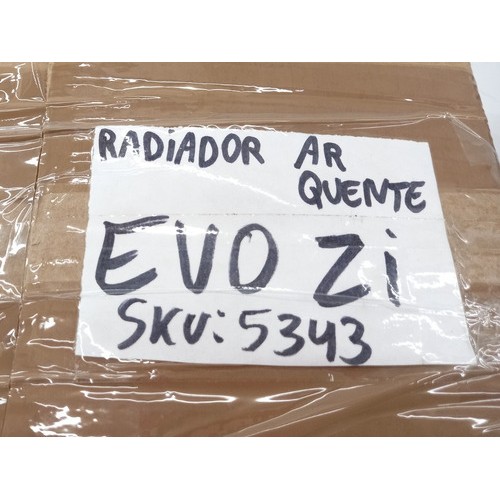 RADiADOR AR
QUENTE
EVO Zi
SKU: 5343